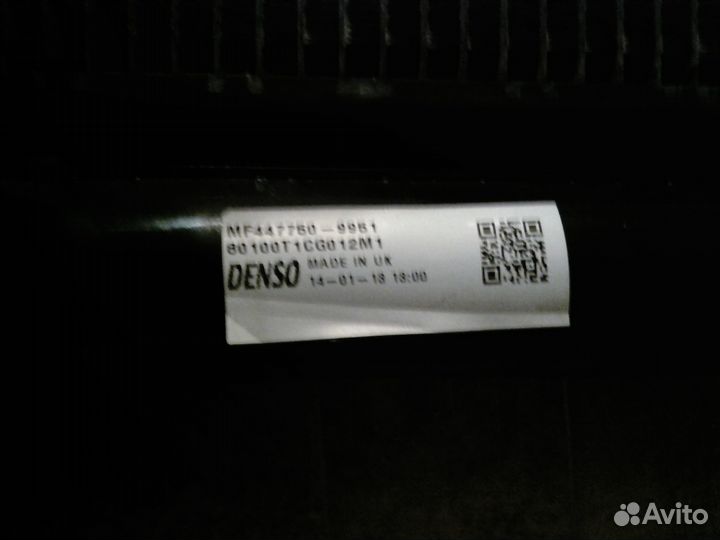 MF447750-9951
80100T1CG012M1
DENSO MADE IN UK
14-01-18 18:00
Avito